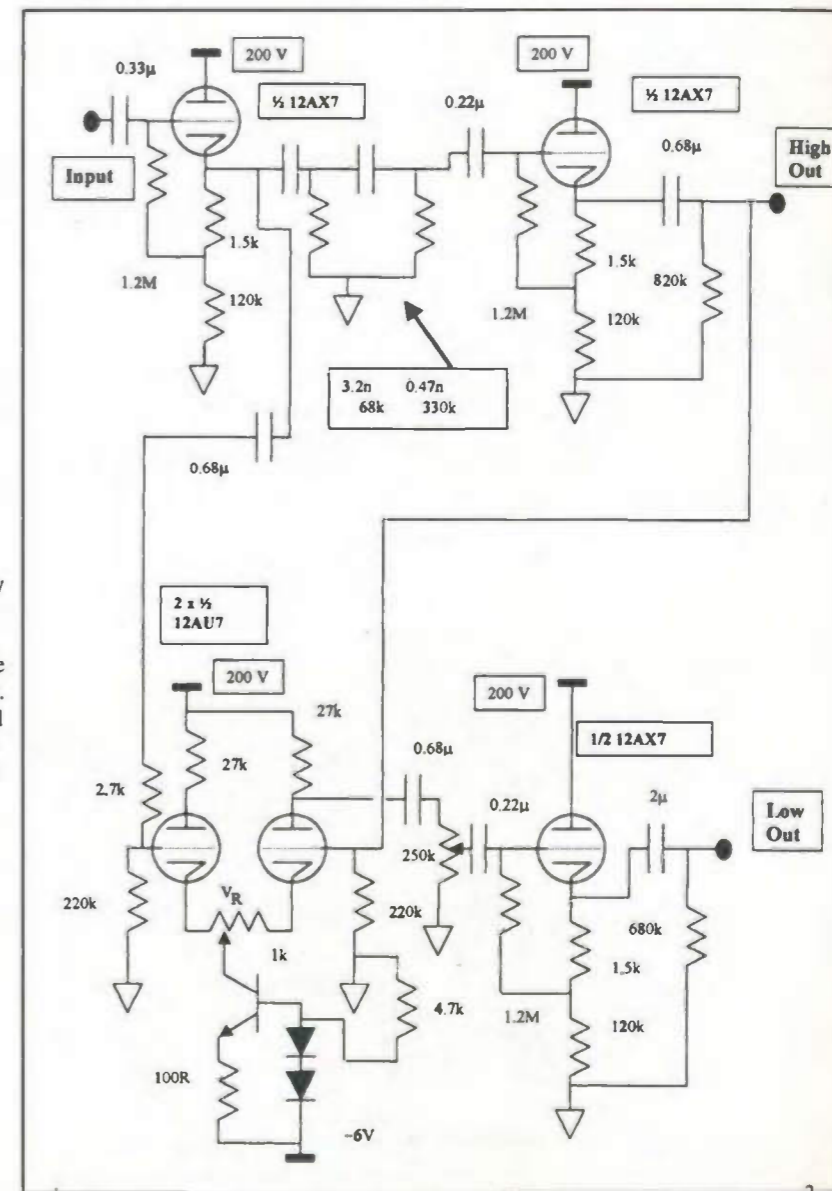 200 V
0.33µ
½ 12AX7
Input
1.5k
1.2M
120k
0.22µ
200 V
½ 12AX7
0.68µ
High
Out
1.5k
820k
1.2M
120k
3.2n 0.47n
68k 330k
0.68µ
2 x ½
12AU7
200 V
27k
27k
2.7k
220k
VR
1k
0.68µ
250k
220k
4.7k
100R
–6V
200 V
1/2 12AX7
0.22µ
2µ
Low
Out
680k
1.5k
1.2M
120k